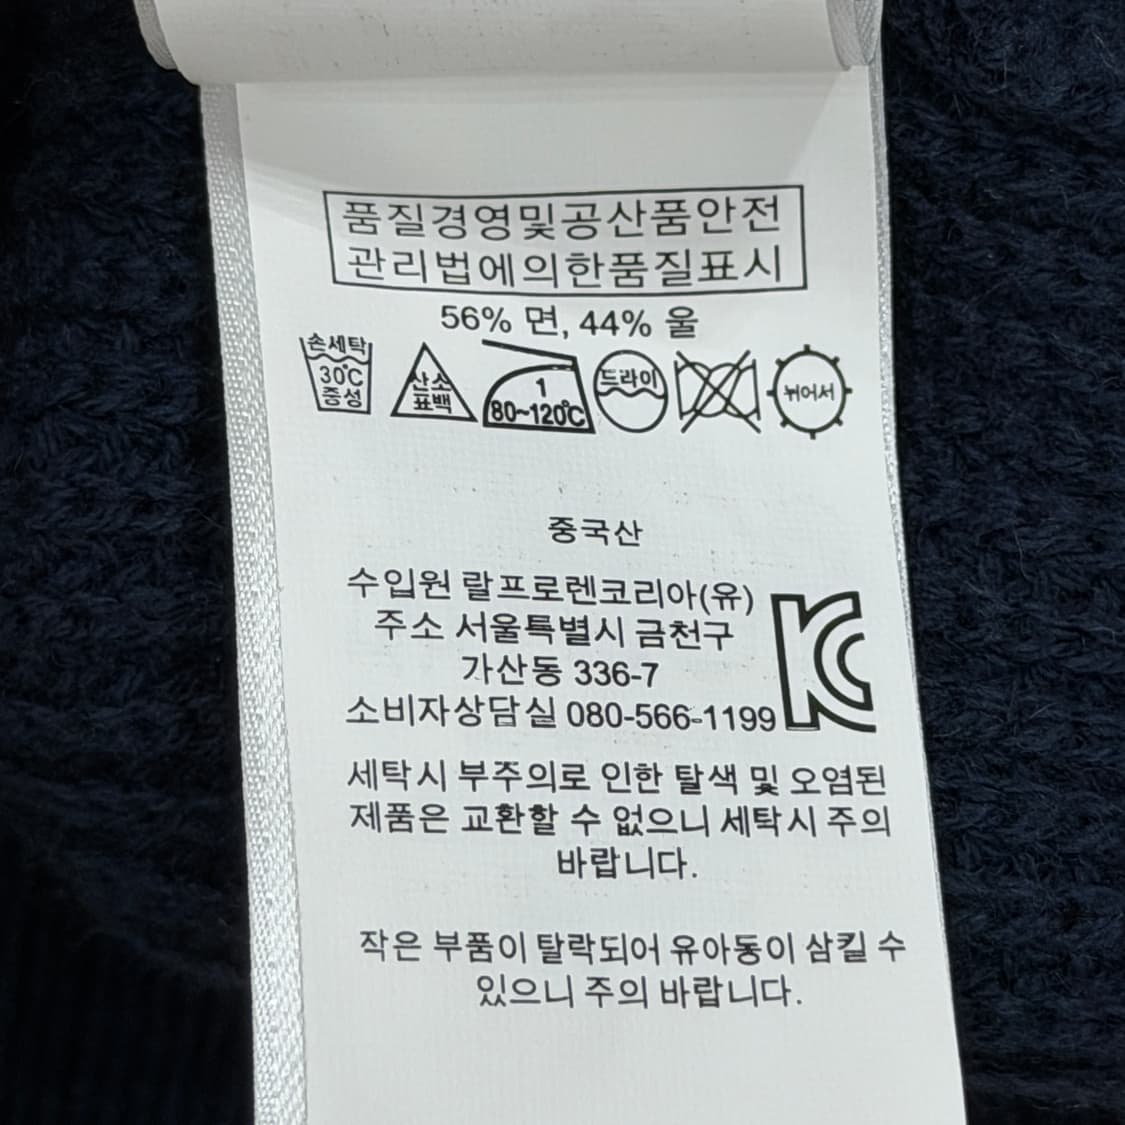 품질경영및공산품안전
관리법에의한품질표시
56% 면, 44% 울
손세탁
30℃
중성
산소
표백
1
80~120℃
드라이
뉘어서
중국산
수입원 랄프로렌코리아(유)
주소 서울특별시 금천구
가산동 336-7
소비자상담실 080-566-1199
세탁시 부주의로 인한 탈색 및 오염된
제품은 교환할 수 없으니 세탁시 주의
바랍니다.
작은 부품이 탈락되어 유아동이 삼킬 수
있으니 주의 바랍니다.